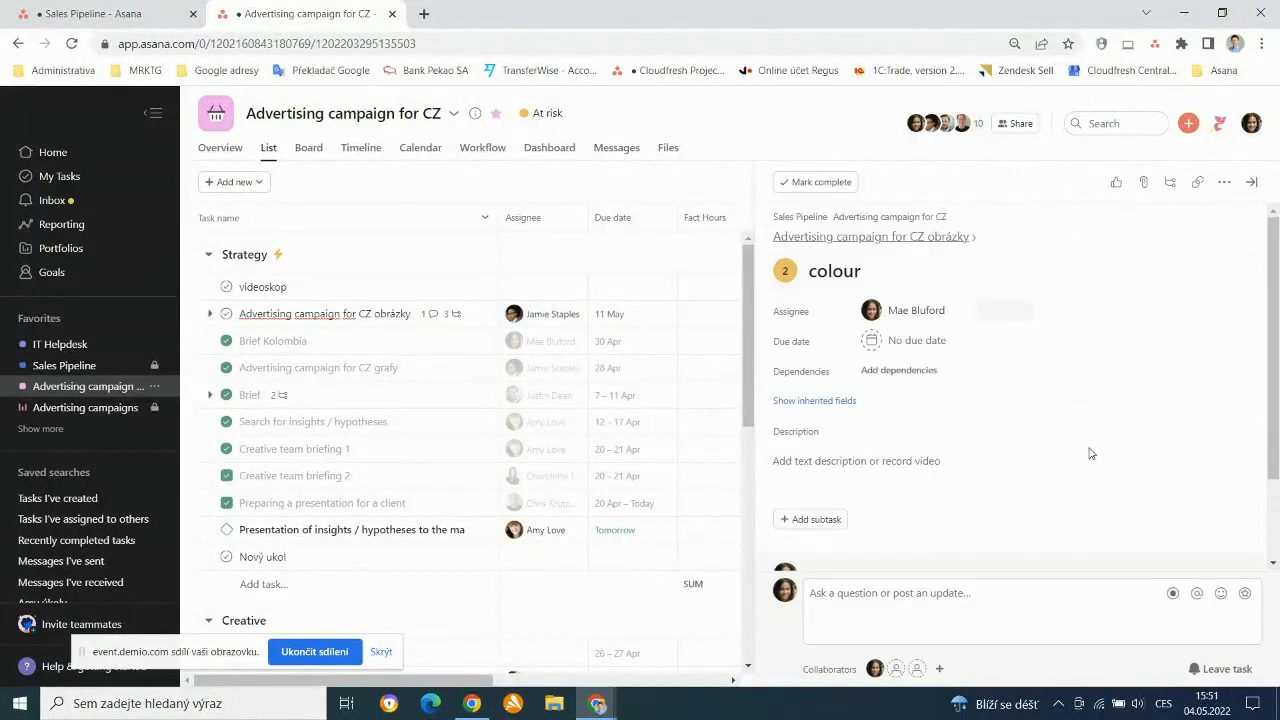 Sales Pipeline -
Advertising campaign for CZ -
app.asana.com/0/1202160843180769/1202203295135503
Administrativa
MRKTG
Google adresy
Překladač Google
Bank Pekao SA
TransferWise - Acco...
Cloudfresh Projec...
Online účet Regus
1C:Trade, version 2....
Zendesk Sell
Cloudfresh Central...
Asana
Home
My Tasks
Inbox
Reporting
Portfolios
Goals
Favorites
IT Helpdesk
Sales Pipeline
Advertising campaign ...
Advertising campaigns
Show more
Saved searches
Tasks I've created
Tasks I've assigned to others
Recently completed tasks
Messages I've sent
Messages I've received
Invite teammates
Advertising campaign for CZ
At risk
10
Share
Search
Overview
List
Board
Timeline
Calendar
Workflow
Dashboard
Messages
Files
+ Add new
Task name
Assignee
Due date
Fact Hours
Strategy
videoskop
Advertising campaign for CZ obrázky 1 3 Jamie Staples 11 May
Brief Kolombia Mae Bluford 30 Apr
Advertising campaign for CZ grafy Jamie Staples 28 Apr
Brief 2 Justin Dean 7 – 11 Apr
Search for insights / hypotheses Amy Love 12 – 17 Apr
Creative team briefing 1 Amy Love 20 – 21 Apr
Creative team briefing 2 Charolette 20 – 21 Apr
Preparing a presentation for a client Chris Krutz... 20 Apr – Today
Presentation of insights / hypotheses to the ma Amy Love Tomorrow
Nový ukol
Add task...
SUM
Creative
26 – 27 Apr
Mark complete
Sales Pipeline Advertising campaign for CZ
Advertising campaign for CZ obrázky ›
2 colour
Assignee Mae Bluford
Due date No due date
Dependencies Add dependencies
Show inherited fields
Description
Add text description or record video
+ Add subtask
Ask a question or post an update...
Collaborators
Leave task
event.demio.com sdílí vaši obrazovku.
Ukončit sdílení
Skrýt
Sem zadejte hledaný výraz
Blíží se déšť
CES
15:51
04.05.2022